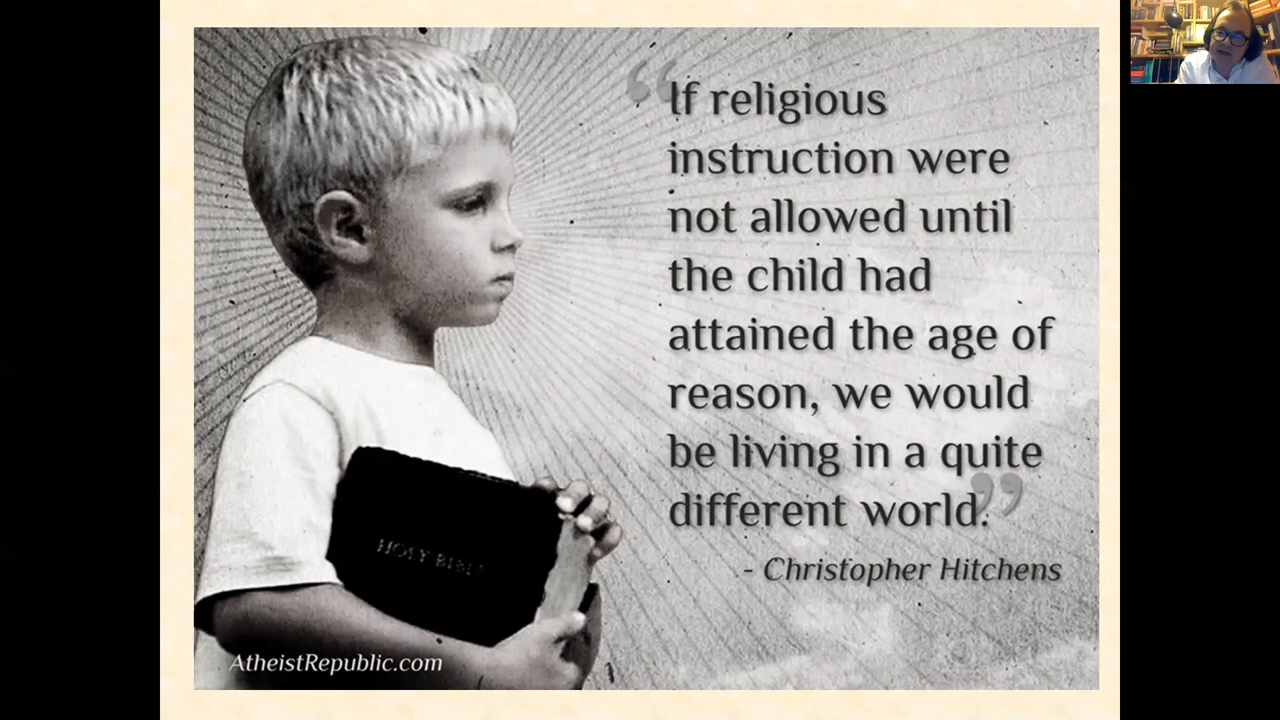 “If religious
instruction were
not allowed until
the child had
attained the age of
reason, we would
be living in a quite
different world.”
- Christopher Hitchens
HOLY BIBLE
AtheistRepublic.com